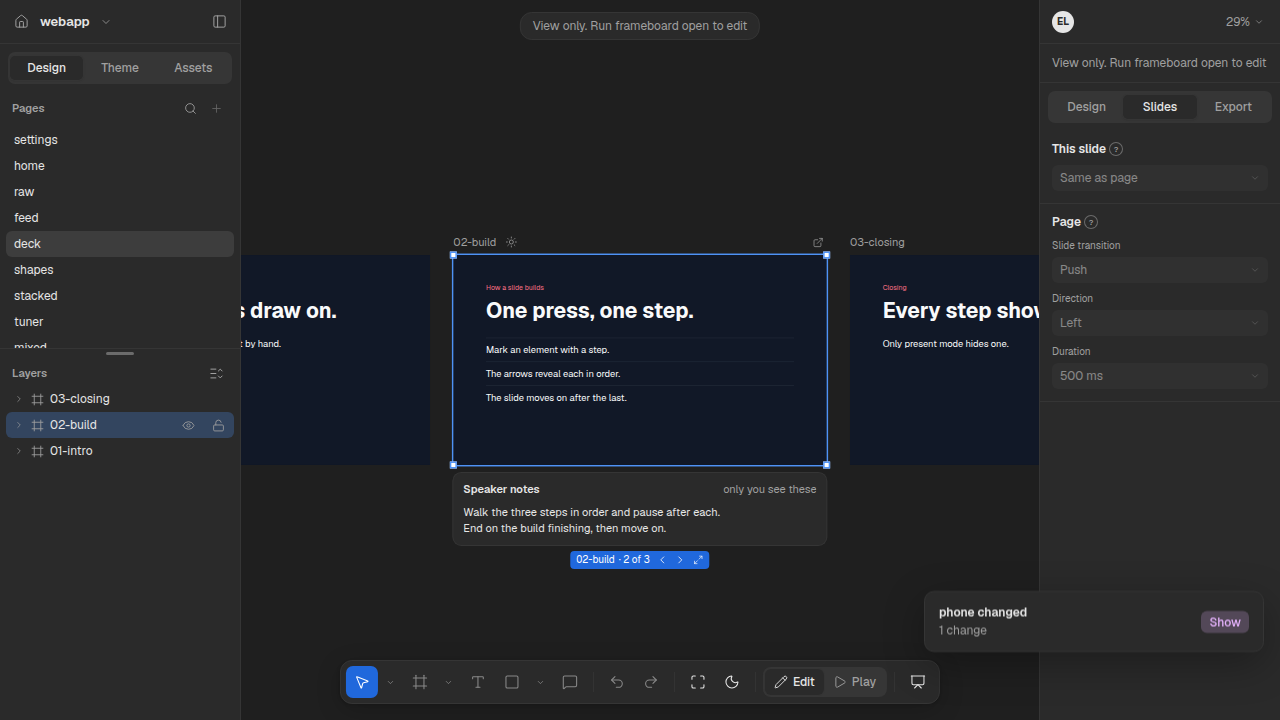 webapp
View only. Run frameboard open to edit
EL
29%
Design
Theme
Assets
View only. Run frameboard open to edit
Pages
Design
Slides
Export
settings
home
raw
feed
deck
shapes
stacked
tuner
mixed
This slide ?
Same as page
Page ?
Slide transition
Push
Direction
Left
Duration
500 ms
Layers
03-closing
02-build
01-intro
s draw on.
t by hand.
02-build
How a slide builds
One press, one step.
Mark an element with a step.
The arrows reveal each in order.
The slide moves on after the last.
03-closing
Closing
Every step show
Only present mode hides one.
Speaker notes
only you see these
Walk the three steps in order and pause after each.
End on the build finishing, then move on.
02-build · 2 of 3
phone changed
1 change
Show
Edit
Play